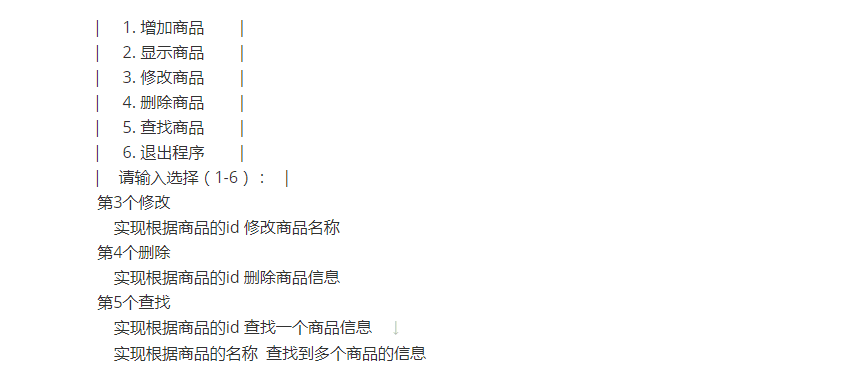 | 1. 增加商品 |
| 2. 显示商品 |
| 3. 修改商品 |
| 4. 删除商品 |
| 5. 查找商品 |
| 6. 退出程序 |
| 请输入选择（1-6）： |
第3个修改
实现根据商品的id 修改商品名称
第4个删除
实现根据商品的id 删除商品信息
第5个查找
实现根据商品的id 查找一个商品信息 ↓
实现根据商品的名称 查找到多个商品的信息